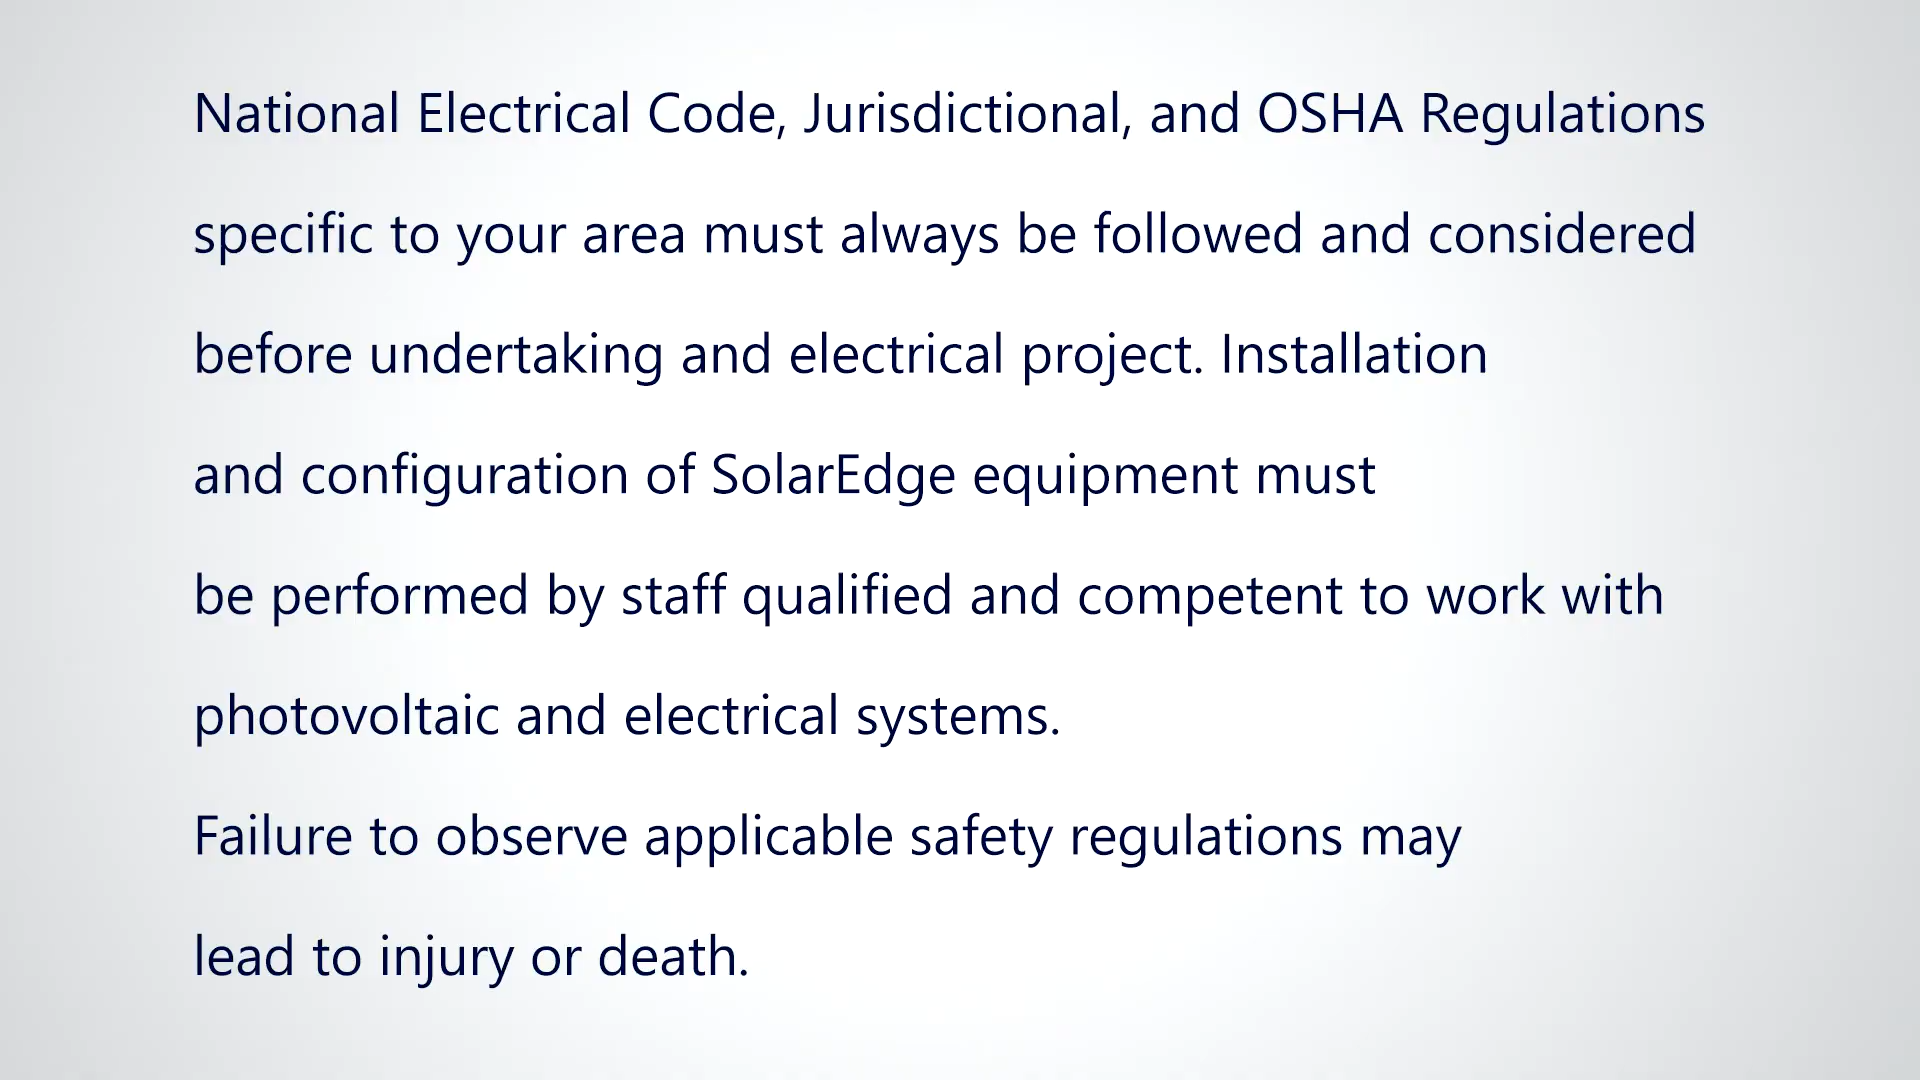 National Electrical Code, Jurisdictional, and OSHA Regulations
specific to your area must always be followed and considered
before undertaking and electrical project. Installation
and configuration of SolarEdge equipment must
be performed by staff qualified and competent to work with
photovoltaic and electrical systems.
Failure to observe applicable safety regulations may
lead to injury or death.